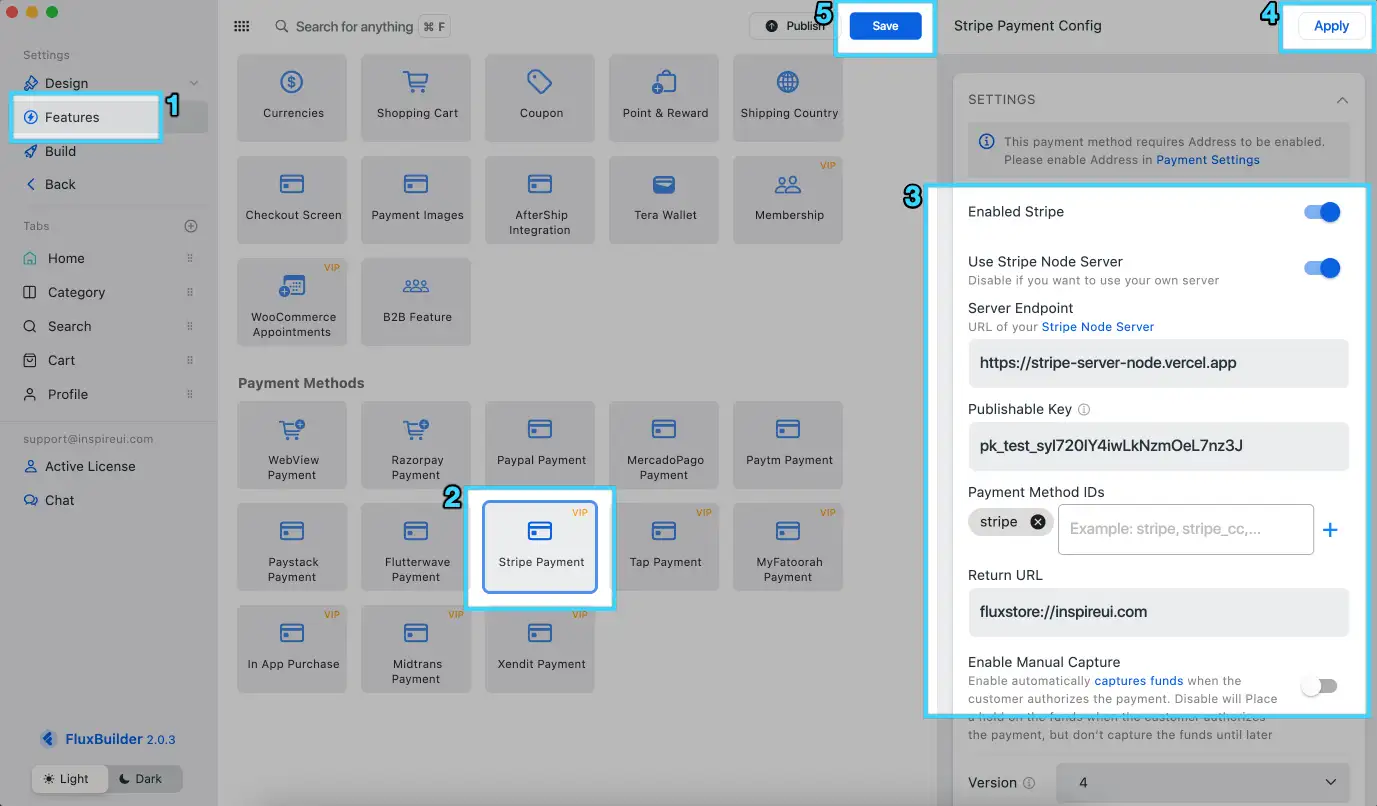 Settings
Design
Features
1
Build
Back
Tabs
Home
Category
Search
Cart
Profile
support@inspireui.com
Active License
Chat
FluxBuilder 2.0.3
Light
Dark
Search for anything
⌘ F
Publish
5
Save
Currencies
Shopping Cart
Coupon
Point & Reward
Shipping Country
Checkout Screen
Payment Images
AfterShip
Integration
Tera Wallet
VIP
Membership
VIP
WooCommerce
Appointments
B2B Feature
Payment Methods
WebView
Payment
Razorpay
Payment
Paypal Payment
MercadoPago
Payment
Paytm Payment
Paystack
Payment
Flutterwave
Payment
2
VIP
Stripe Payment
VIP
Tap Payment
VIP
MyFatoorah
Payment
VIP
In App Purchase
VIP
Midtrans
Payment
VIP
Xendit Payment
Stripe Payment Config
4
Apply
SETTINGS
This payment method requires Address to be enabled.
Please enable Address in Payment Settings
3
Enabled Stripe
Use Stripe Node Server
Disable if you want to use your own server
Server Endpoint
URL of your Stripe Node Server
https://stripe-server-node.vercel.app
Publishable Key
pk_test_syl720IY4iwLkNzmOeL7nz3J
Payment Method IDs
stripe
Example: stripe, stripe_cc,...
Return URL
fluxstore://inspireui.com
Enable Manual Capture
Enable automatically captures funds when the
customer authorizes the payment. Disable will Place
a hold on the funds when the customer authorizes
the payment, but don't capture the funds until later
Version
4